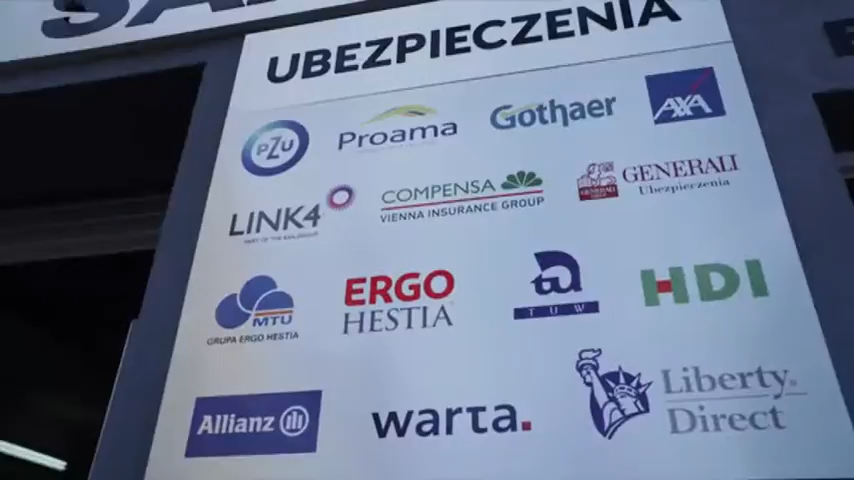 UBEZPIECZENIA
PZU
Proama
Gothaer
AXA
LINK4
COMPENSA
VIENNA INSURANCE GROUP
GENERALI
Ubezpieczenia
MTU
GRUPA ERGO HESTIA
ERGO
HESTIA
TUW
HDI
Allianz
warta.
Liberty
Direct